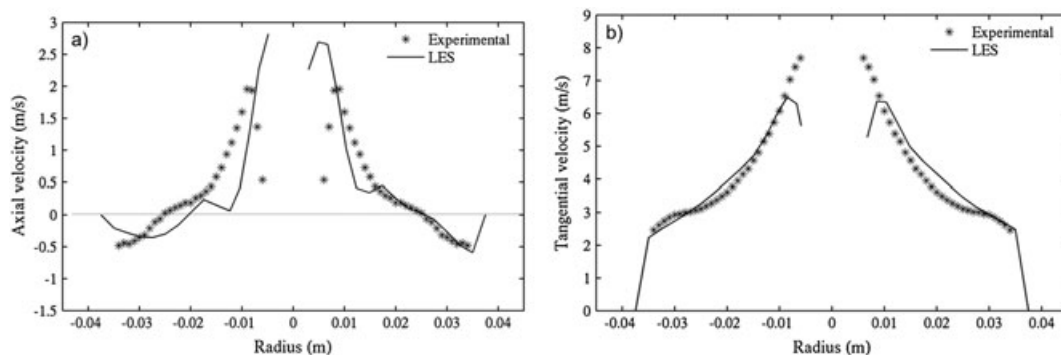 a)
Experimental
LES
Axial velocity (m/s)
3
2.5
2
1.5
1
0.5
0
-0.5
-1
-1.5
-0.04 -0.03 -0.02 -0.01 0 0.01 0.02 0.03 0.04
Radius (m)
b)
Experimental
LES
Tangential velocity (m/s)
9
8
7
6
5
4
3
2
1
0
-0.04 -0.03 -0.02 -0.01 0 0.01 0.02 0.03 0.04
Radius (m)